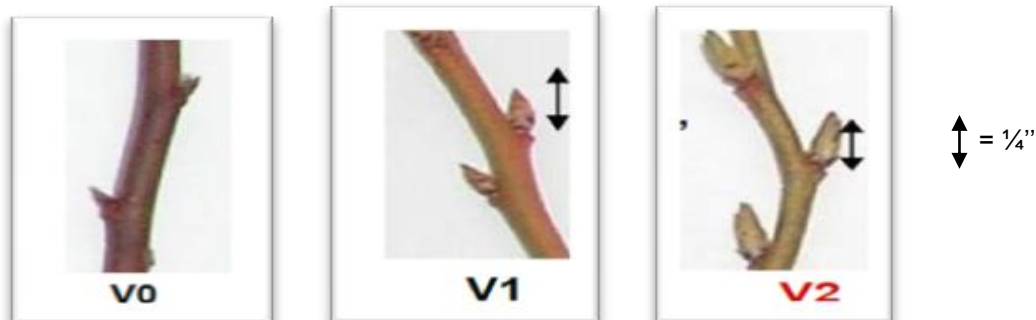 ,
= ¼”
V0
V1
V2